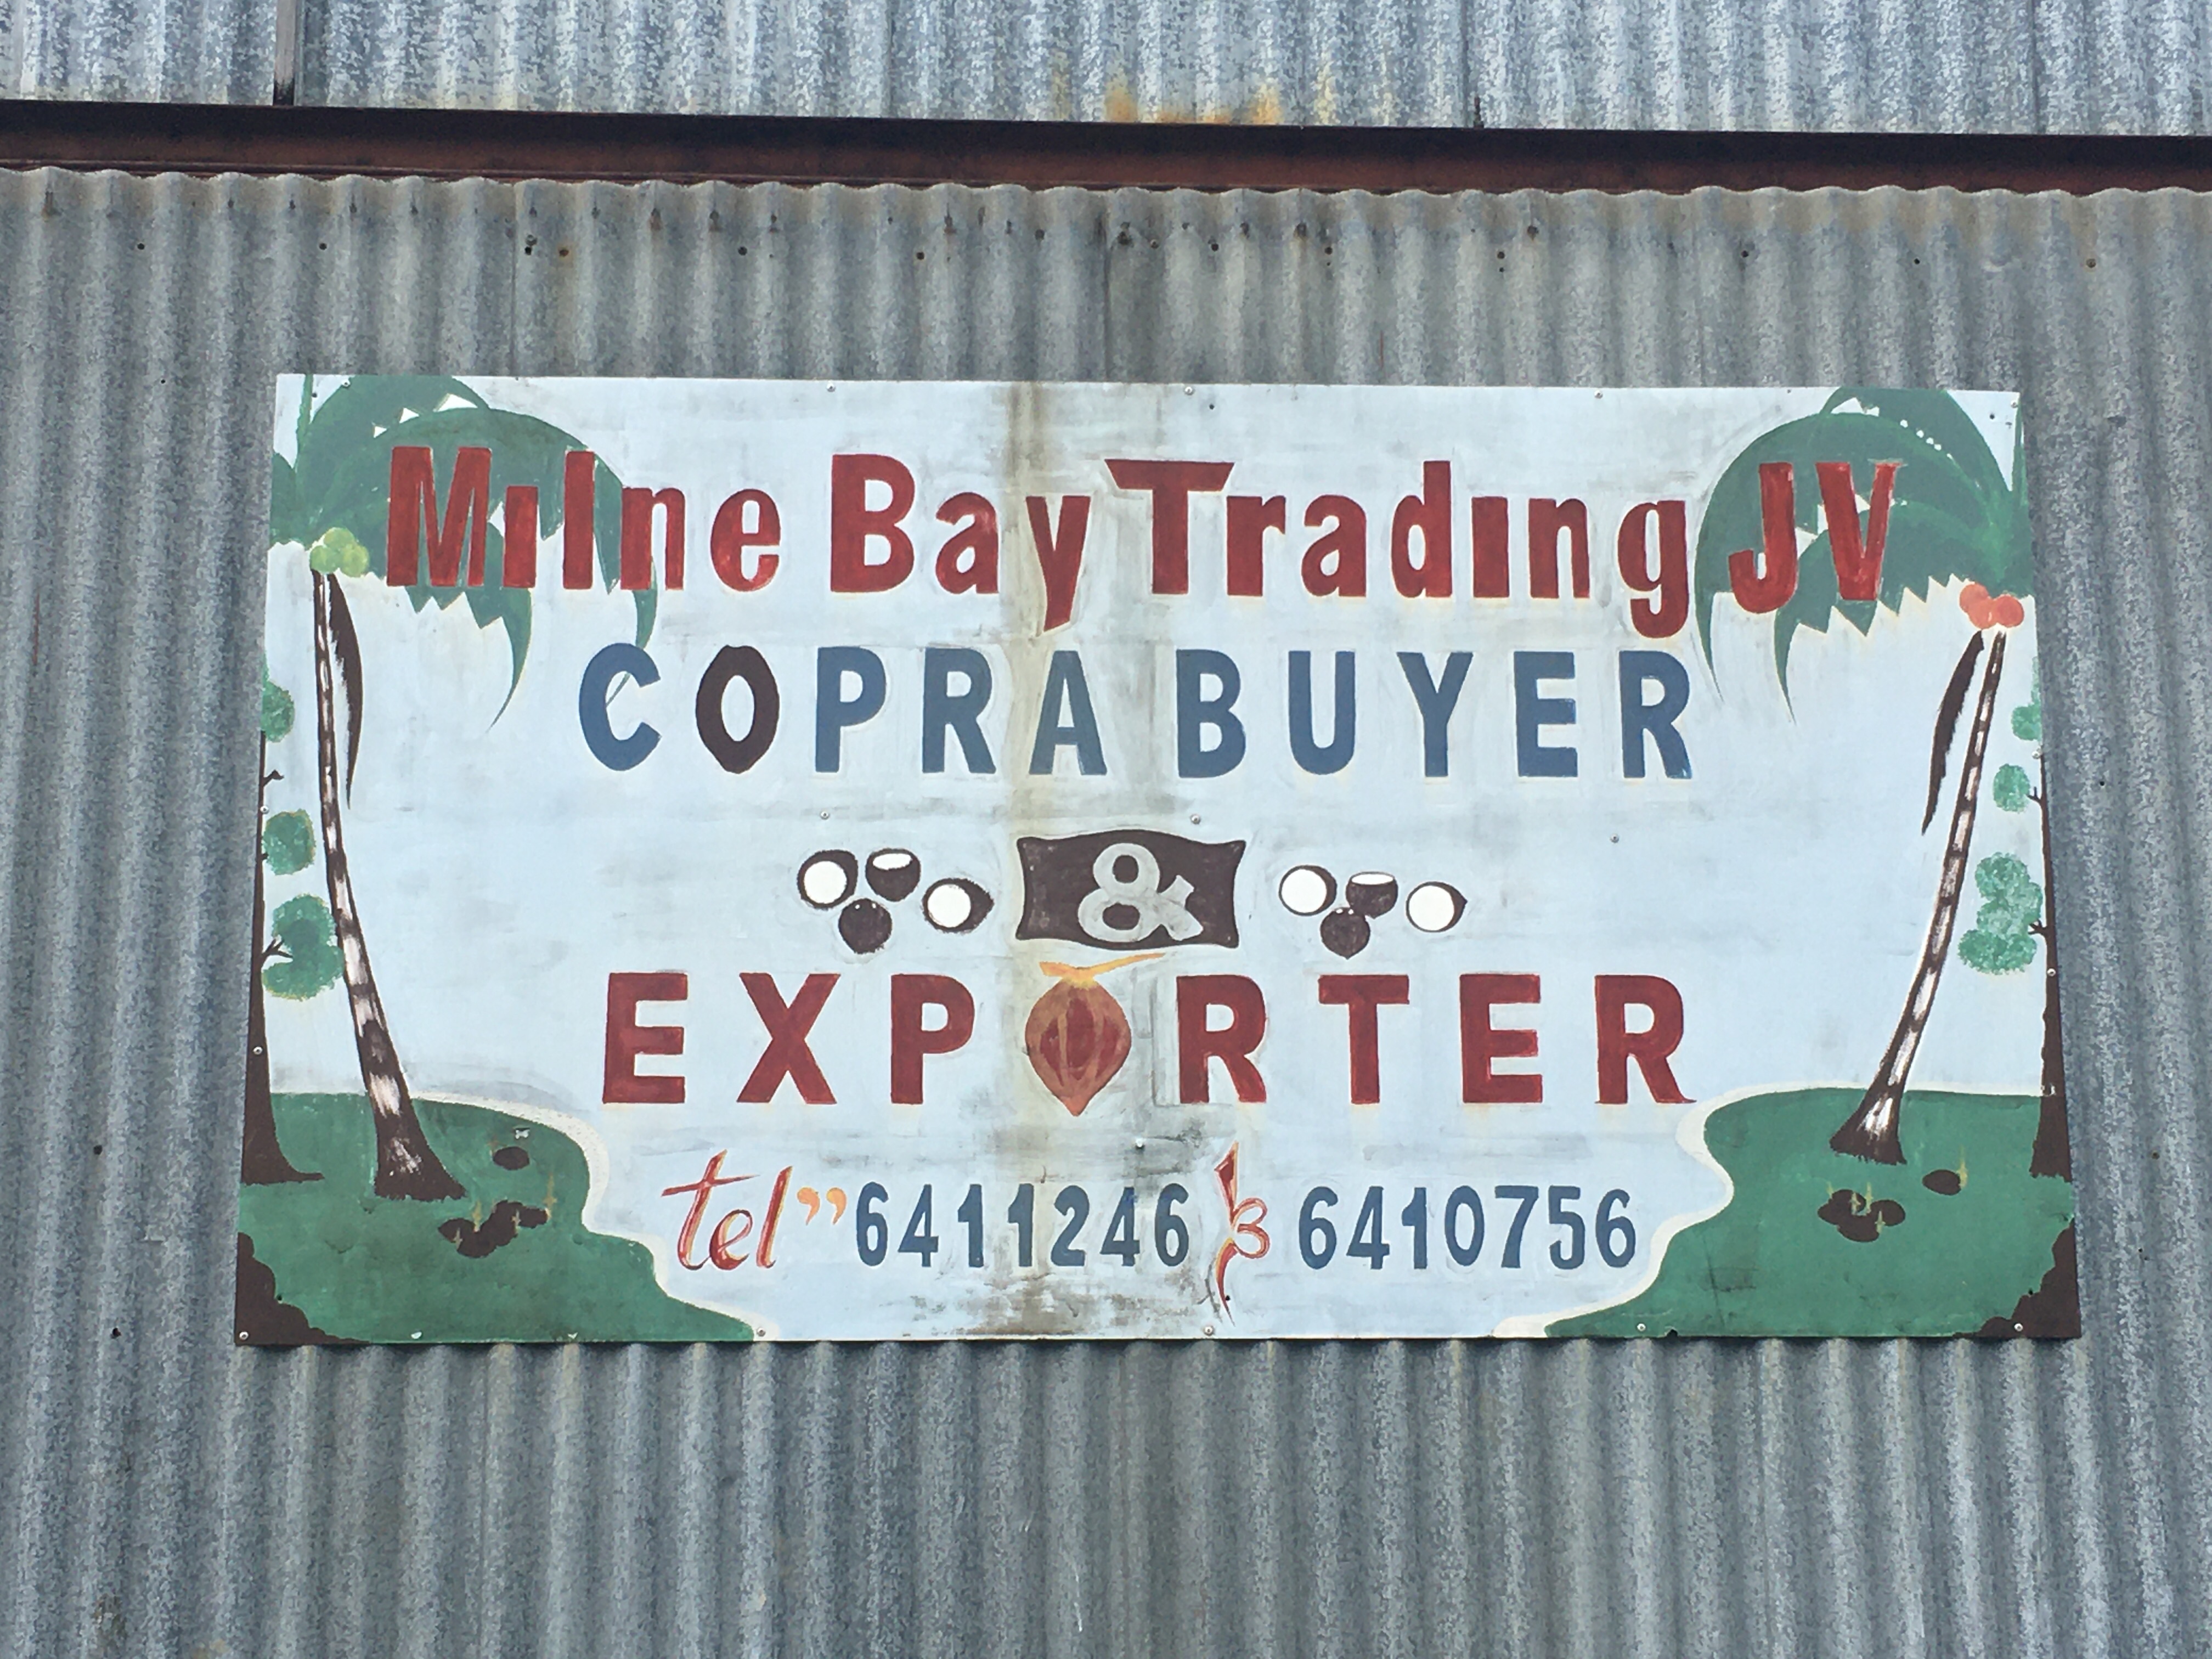 Milne Bay Trading JV
COPRA BUYER
&
EXPORTER
tel” 6411246 & 6410756